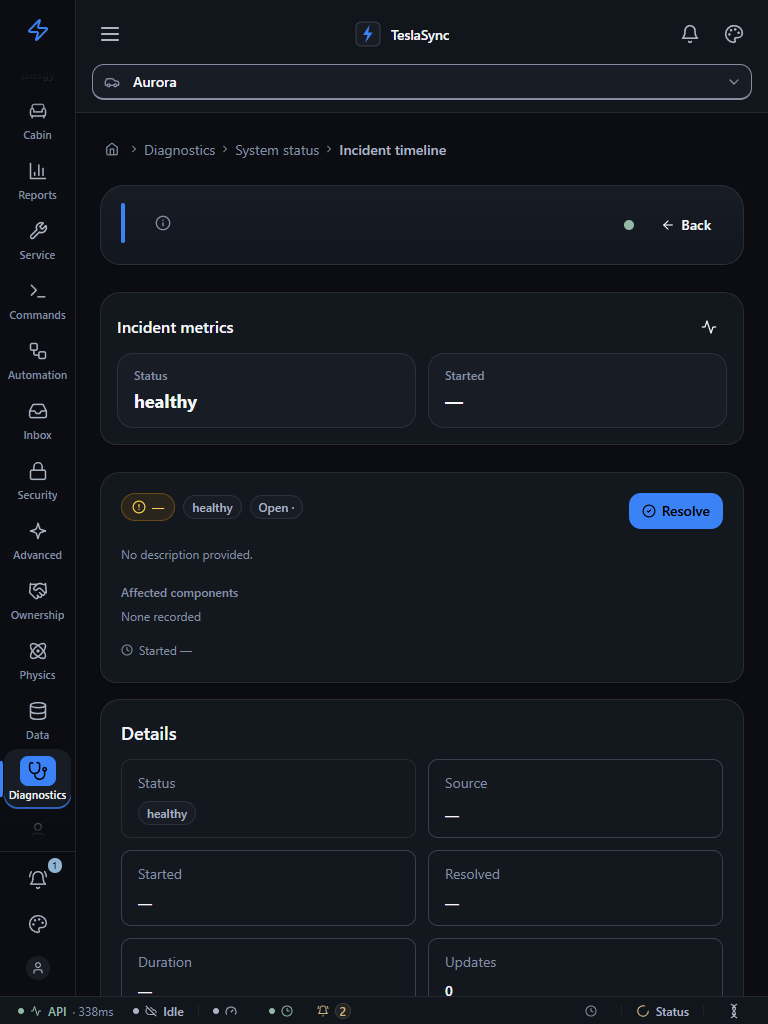 TeslaSync
Aurora
Energy
Cabin
Reports
Service
Commands
Automation
Inbox
Security
Advanced
Ownership
Physics
Data
Diagnostics
1
Diagnostics > System status > Incident timeline
Back
Incident metrics
Status
healthy
Started
—
—
healthy
Open ·
Resolve
No description provided.
Affected components
None recorded
Started —
Details
Status
healthy
Source
—
Started
—
Resolved
—
Duration
—
Updates
0
API · 338ms
Idle
2
Status